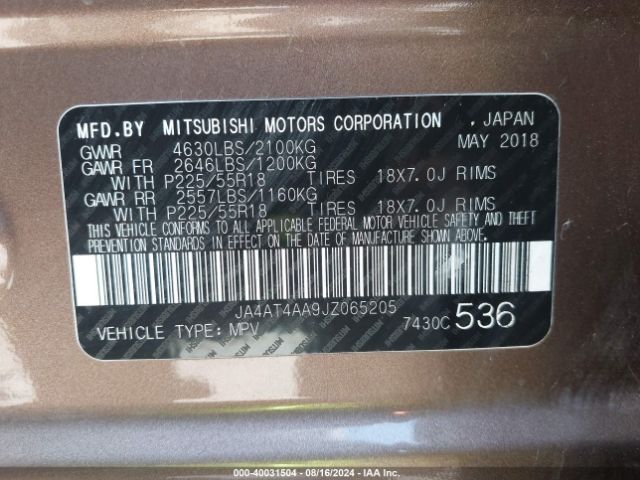 MFD.BY MITSUBISHI MOTORS CORPORATION , JAPAN
GVWR 4630LBS/2100KG MAY 2018
GAWR FR 2646LBS/1200KG
WITH P225/55R18 TIRES 18X7.0J RIMS
GAWR RR 2557LBS/1160KG
WITH P225/55R18 TIRES 18X7.0J RIMS
THIS VEHICLE CONFORMS TO ALL APPLICABLE FEDERAL MOTOR VEHICLE SAFETY AND THEFT
PREVENTION STANDARDS IN EFFECT ON THE DATE OF MANUFACTURE SHOWN ABOVE.
JA4AT4AA9JZ065205
VEHICLE TYPE: MPV 7430C 536
000-40031504 - 08/16/2024 - IAA Inc.